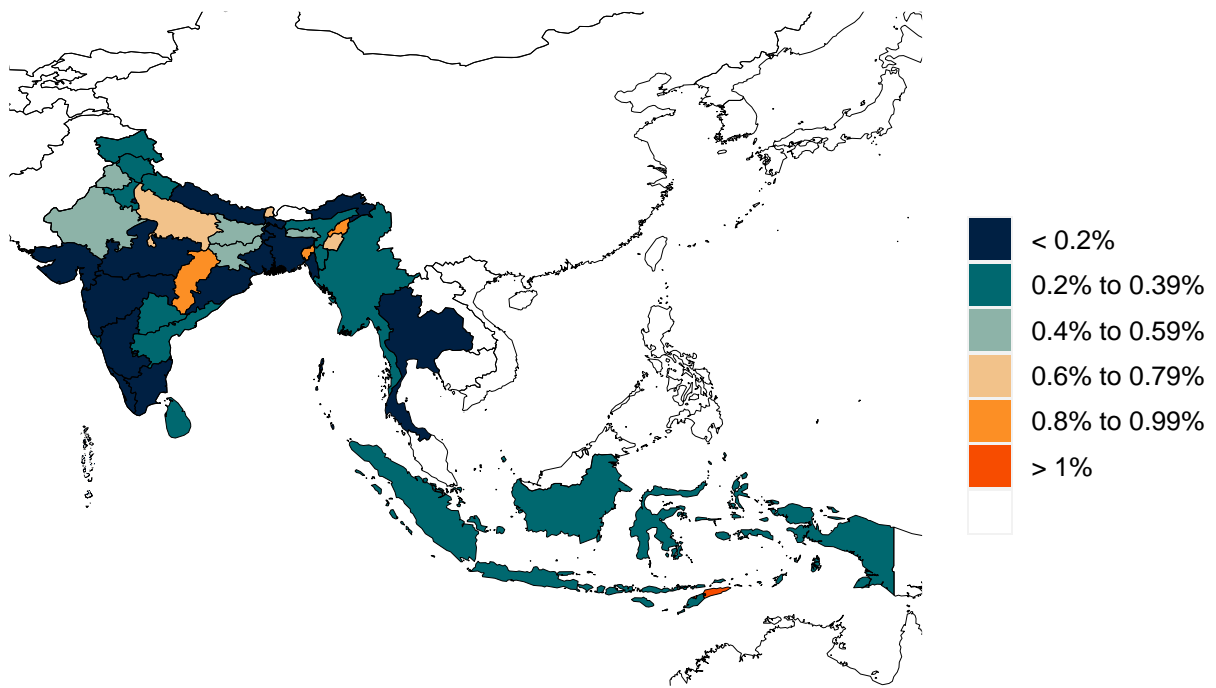 < 0.2%
0.2% to 0.39%
0.4% to 0.59%
0.6% to 0.79%
0.8% to 0.99%
> 1%